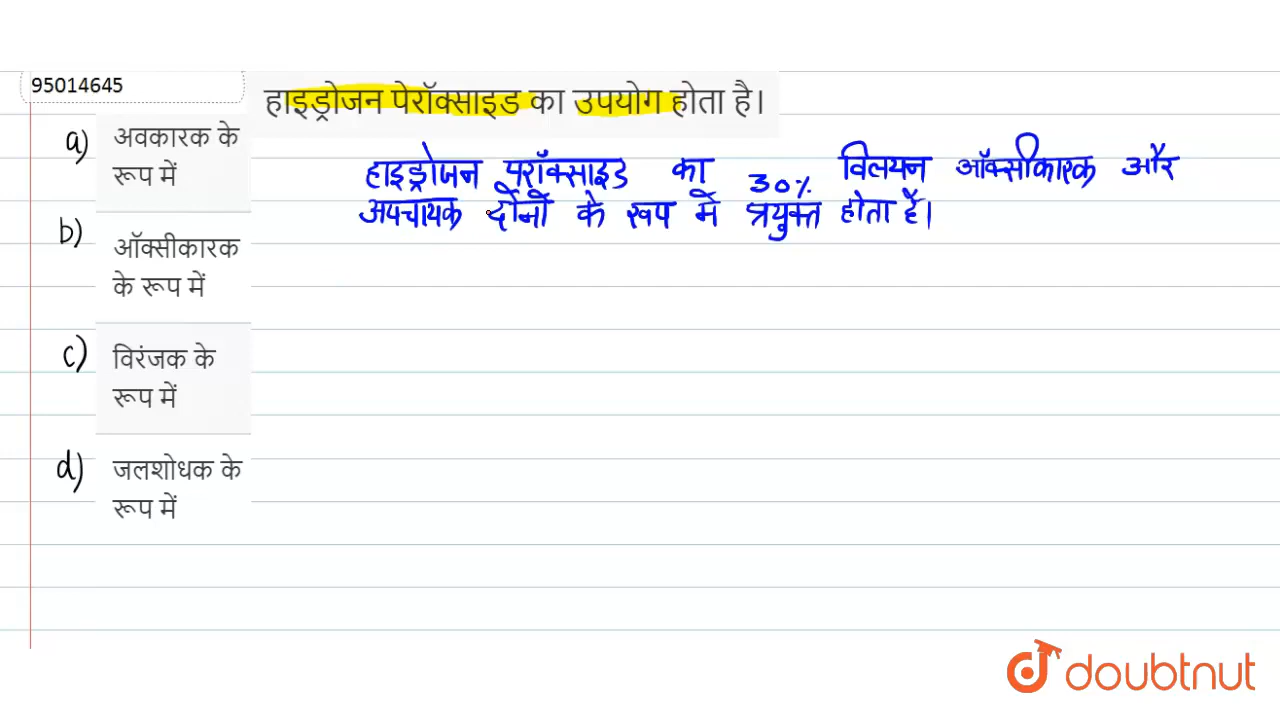 95014645
हाइड्रोजन पेरॉक्साइड का उपयोग होता है।
a) अवकारक के
रूप में
हाइड्रोजन परॉक्साइड का 30% विलयन ऑक्सीकारक और
अपचायक दोनों के रूप में प्रयुक्त होता है।
b) ऑक्सीकारक
के रूप में
c) विरंजक के
रूप में
d) जलशोधक के
रूप में
doubtnut